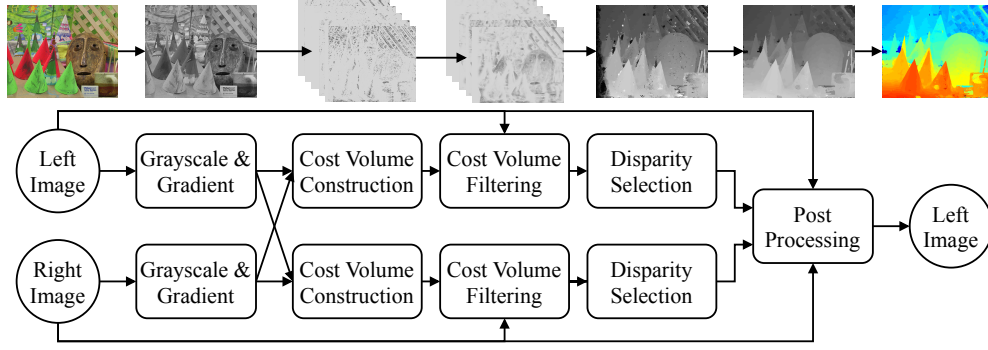 Left
Image
Grayscale &
Gradient
Cost Volume
Construction
Cost Volume
Filtering
Disparity
Selection
Right
Image
Grayscale &
Gradient
Cost Volume
Construction
Cost Volume
Filtering
Disparity
Selection
Post
Processing
Left
Image